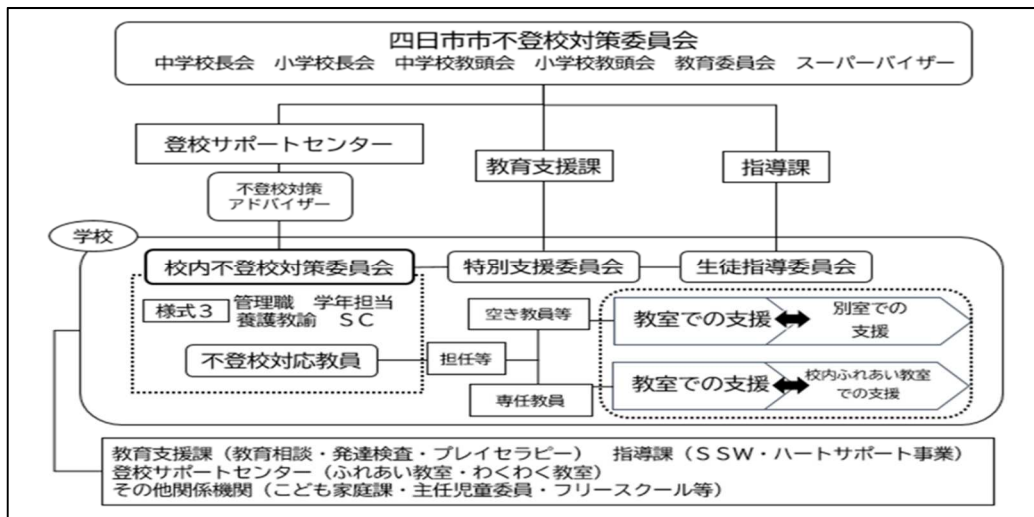 四日市市不登校対策委員会
中学校長会　小学校長会　中学校教頭会　小学校教頭会　教育委員会　スーパーバイザー
登校サポートセンター
教育支援課
指導課
不登校対策
アドバイザー
学校
校内不登校対策委員会
特別支援委員会
生徒指導委員会
様式３
管理職　学年担当
養護教諭　ＳＣ
不登校対応教員
担任等
空き教員等
専任教員
教室での支援
別室での
支援
教室での支援
校内ふれあい教室
での支援
教育支援課（教育相談・発達検査・プレイセラピー）　指導課（ＳＳＷ・ハートサポート事業）
登校サポートセンター（ふれあい教室・わくわく教室）
その他関係機関（こども家庭課・主任児童委員・フリースクール等）